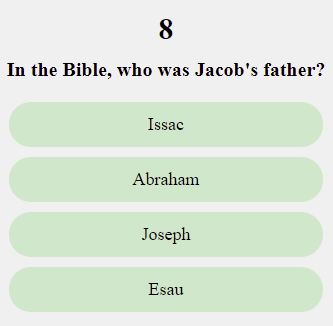 8
In the Bible, who was Jacob's father?
Issac
Abraham
Joseph
Esau